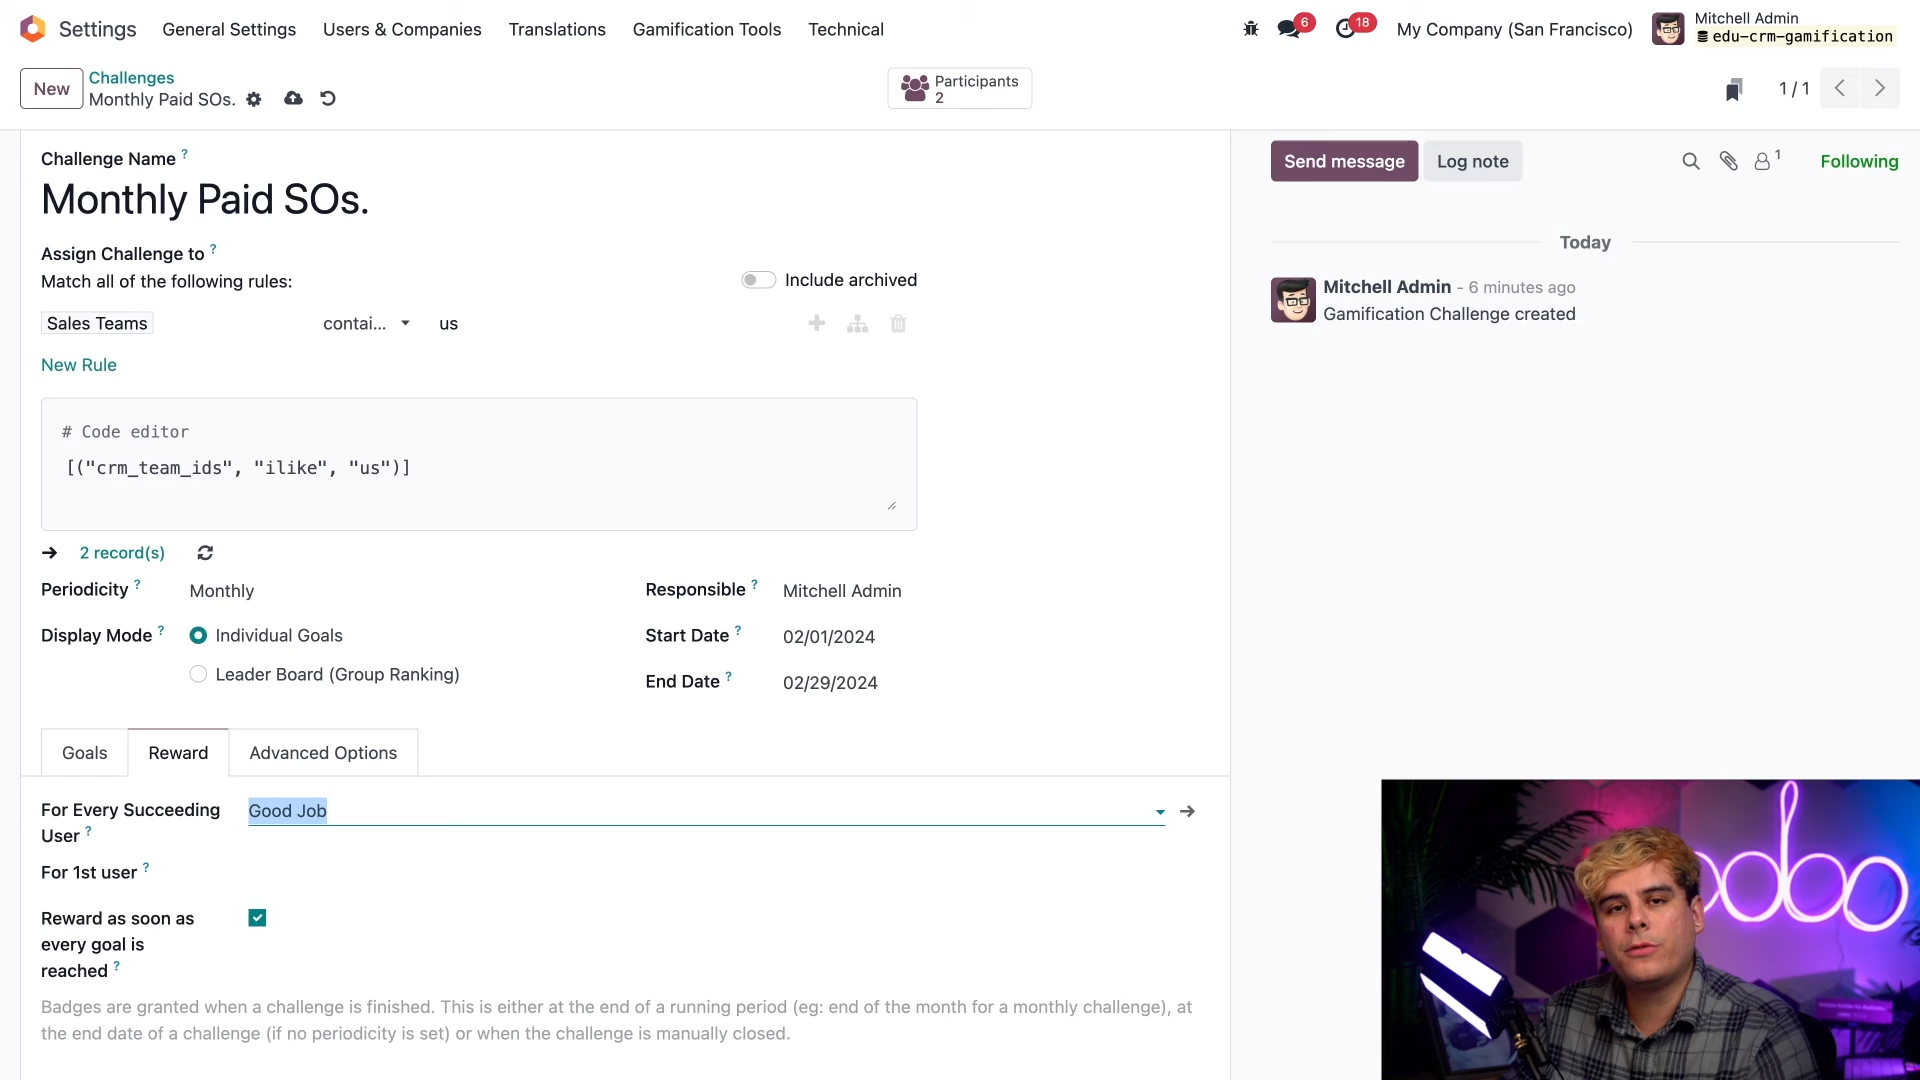 Settings
General Settings
Users & Companies
Translations
Gamification Tools
Technical
6
18
My Company (San Francisco)
Mitchell Admin
edu-crm-gamification
New
Challenges
Monthly Paid SOs.
Participants
2
1 / 1
Challenge Name ?
Monthly Paid SOs.
Assign Challenge to ?
Match all of the following rules:
Include archived
Sales Teams
contai...
us
New Rule
# Code editor
[("crm_team_ids", "ilike", "us")]
2 record(s)
Periodicity ?
Monthly
Responsible ?
Mitchell Admin
Display Mode ?
Individual Goals
Leader Board (Group Ranking)
Start Date ?
02/01/2024
End Date ?
02/29/2024
Goals
Reward
Advanced Options
For Every Succeeding
User ?
Good Job
For 1st user ?
Reward as soon as
every goal is
reached ?
Badges are granted when a challenge is finished. This is either at the end of a running period (eg: end of the month for a monthly challenge), at
the end date of a challenge (if no periodicity is set) or when the challenge is manually closed.
Send message
Log note
1
Following
Today
Mitchell Admin - 6 minutes ago
Gamification Challenge created
odoo